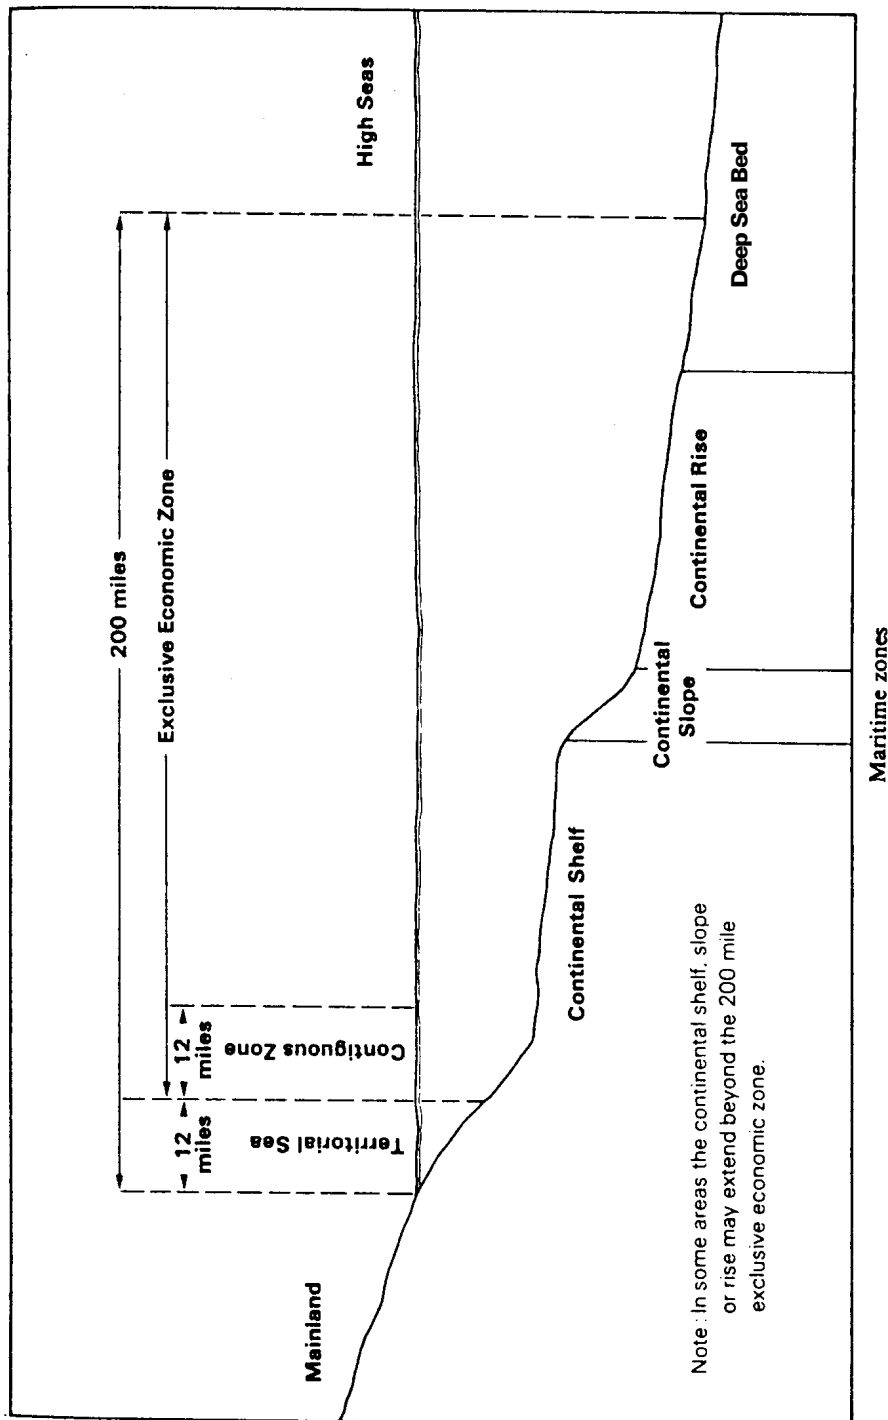 200 miles
Exclusive Economic Zone
12
miles
12
miles
Territorial Sea
Contiguous Zone
High Seas
Mainland
Continental Shelf
Continental
Slope
Continental Rise
Deep Sea Bed
Note : In some areas the continental shelf, slope
or rise may extend beyond the 200 mile
exclusive economic zone.
Maritime zones